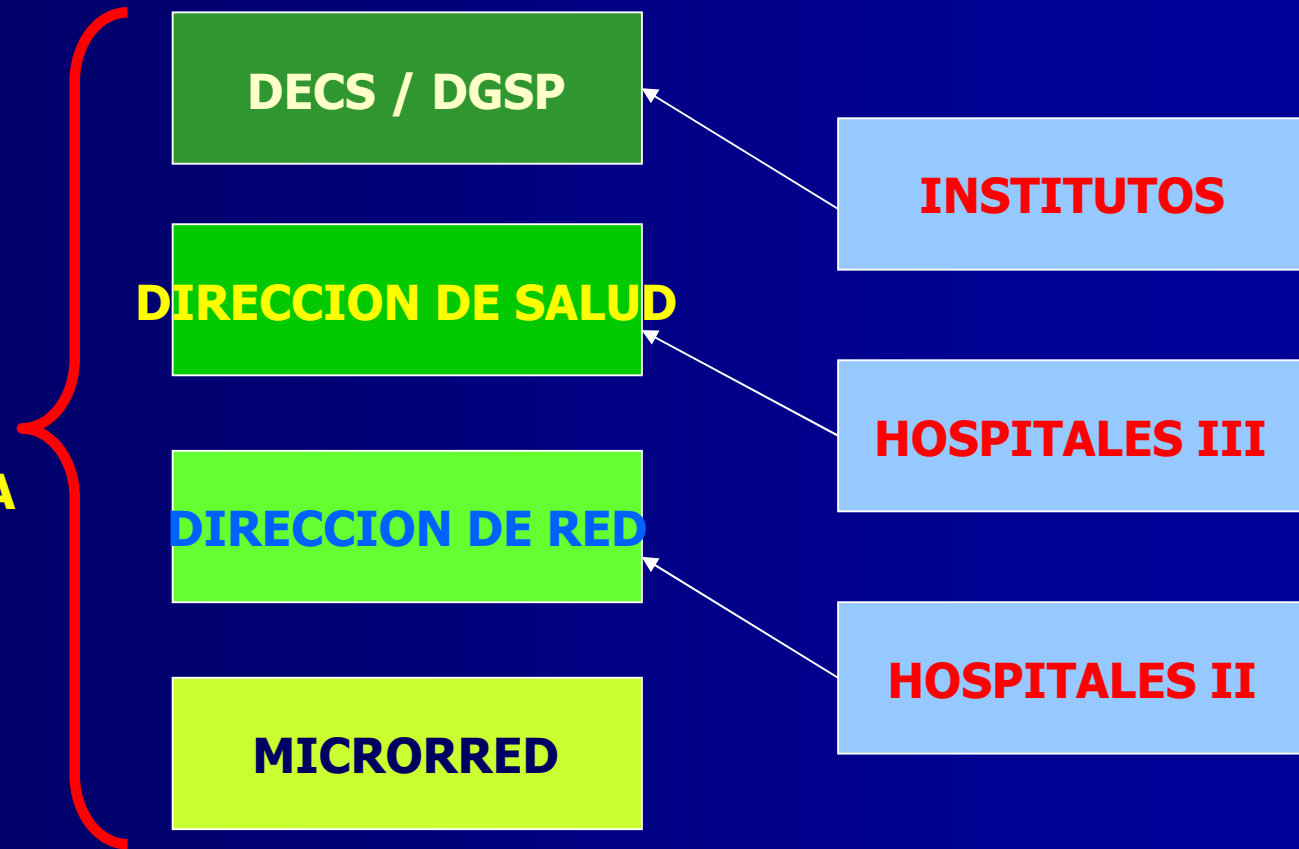 DECS / DGSP
INSTITUTOS
DIRECCION DE SALUD
HOSPITALES III
A
DIRECCION DE RED
HOSPITALES II
MICRORRED